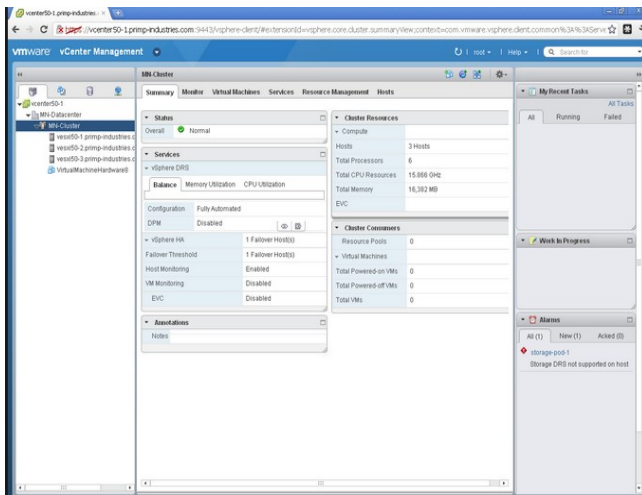 vcenter50-1.primp-industries.c
https://vcenter50-1.primp-industries.com:9443/vsphere-client/#extensionId=vsphere.core.cluster.summaryView;context=com.vmware.vsphere.client.common%3A%3AServe
vmware vCenter Management
root
Help
Search for
MN-Cluster
vcenter50-1
MN-Datacenter
MN-Cluster
vesxi50-1.primp-industries.c
vesxi50-2.primp-industries.c
vesxi50-3.primp-industries.c
VirtualMachineHardware8
Summary Monitor Virtual Machines Services Resource Management Hosts
Status
Overall Normal
Services
vSphere DRS
Balance Memory Utilization CPU Utilization
Configuration Fully Automated
DPM Disabled
vSphere HA 1 Failover Host(s)
Failover Threshold 1 Failover Host(s)
Host Monitoring Enabled
VM Monitoring Disabled
EVC Disabled
Annotations
Notes
Cluster Resources
Compute
Hosts 3 Hosts
Total Processors 6
Total CPU Resources 15.866 GHz
Total Memory 16,382 MB
EVC
Cluster Consumers
Resource Pools 0
Virtual Machines
Total Powered-on VMs 0
Total Powered-off VMs 0
Total VMs 0
My Recent Tasks
All Tasks
All Running Failed
Work In Progress
Alarms
All (1) New (1) Acked (0)
storage-pod-1
Storage DRS not supported on host